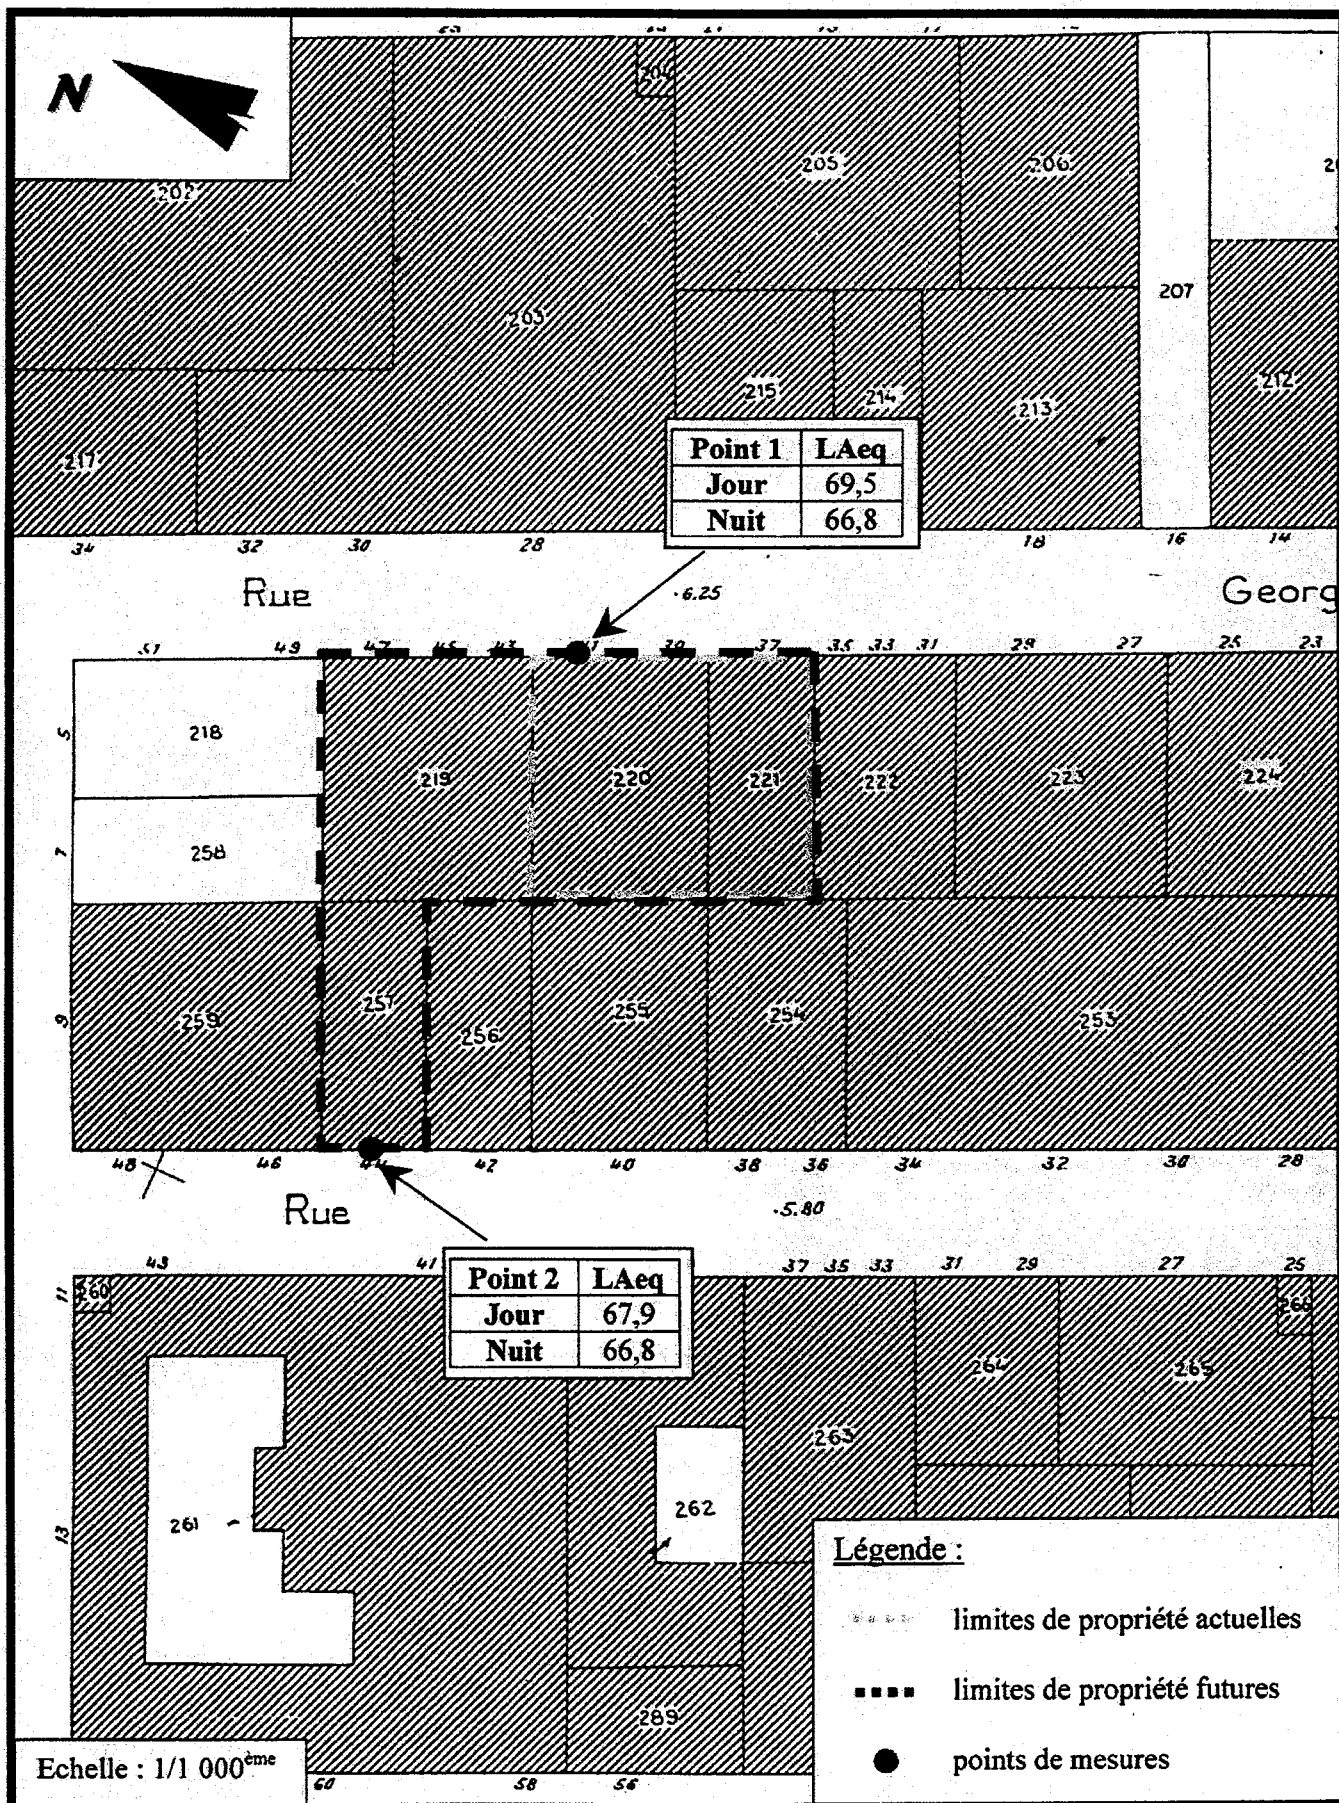 N
204
202
205
206
207
203
215
214
213
212
217
Point 1 LAeq
Jour 69,5
Nuit 66,8
34 32 30 28 18 16 14
Rue
·6.25
Georg
51 49 47 45 43 39 37 35 33 31 29 27 25 23
5
218
219
220
221
222
223
224
7
258
9
259
257
256
255
254
253
48 46 44 42 40 38 36 34 32 30 28
Rue
·5.80
43 41 37 35 33 31 29 27 25
11
260
Point 2 LAeq
Jour 67,9
Nuit 66,8
266
264
265
263
262
261
13
289
Légende :
limites de propriété actuelles
limites de propriété futures
points de mesures
Echelle : 1/1 000ème
60 58 56